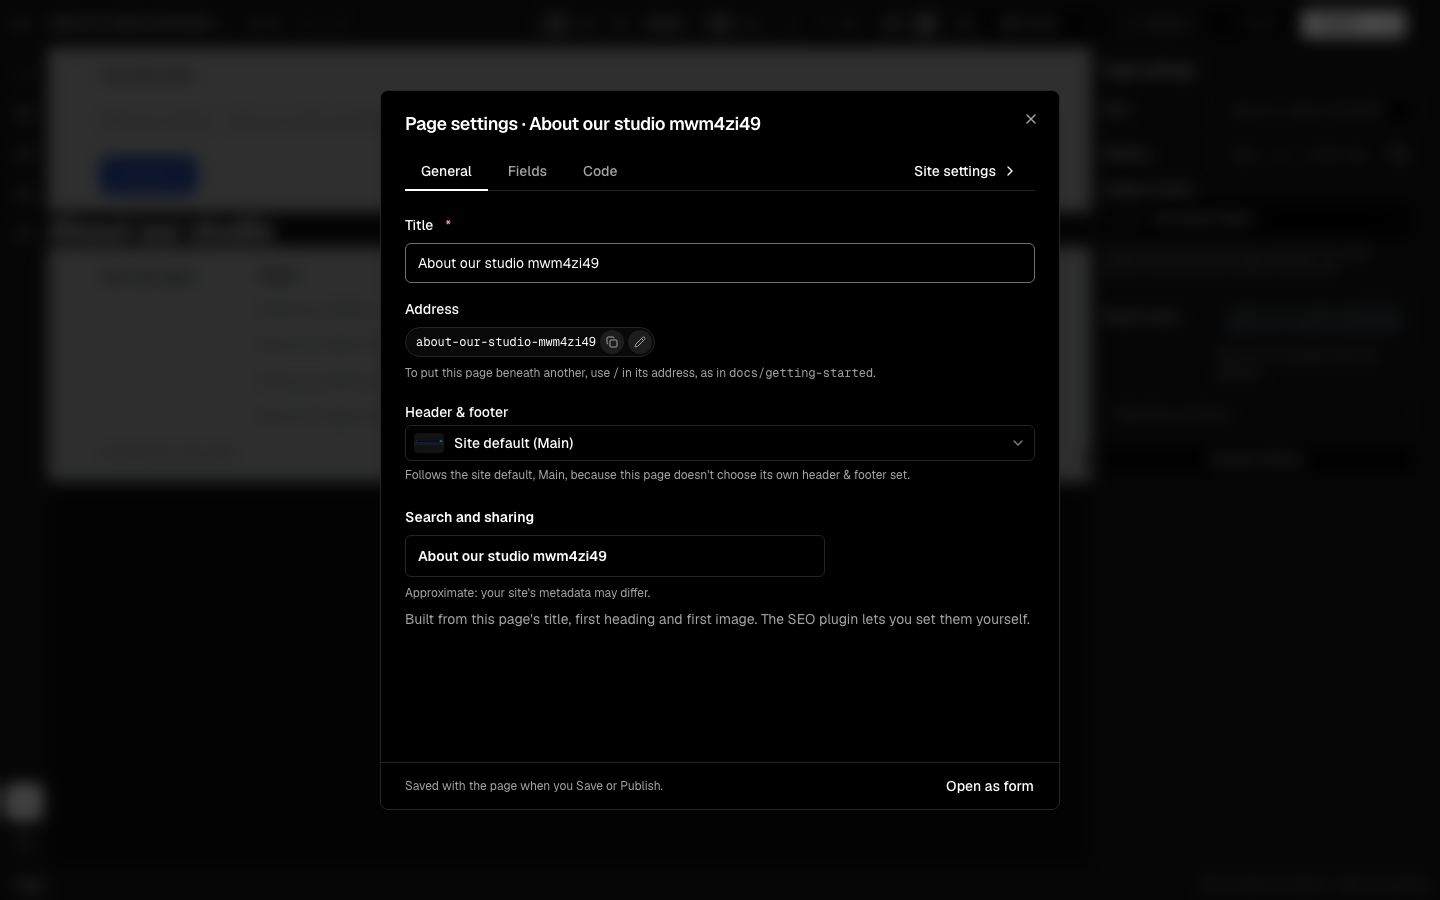 Page settings · About our studio mwm4zi49
General
Fields
Code
Site settings
Title *
About our studio mwm4zi49
Address
about-our-studio-mwm4zi49
To put this page beneath another, use / in its address, as in docs/getting-started.
Header & footer
Site default (Main)
Follows the site default, Main, because this page doesn't choose its own header & footer set.
Search and sharing
About our studio mwm4zi49
Approximate: your site's metadata may differ.
Built from this page's title, first heading and first image. The SEO plugin lets you set them yourself.
Saved with the page when you Save or Publish.
Open as form